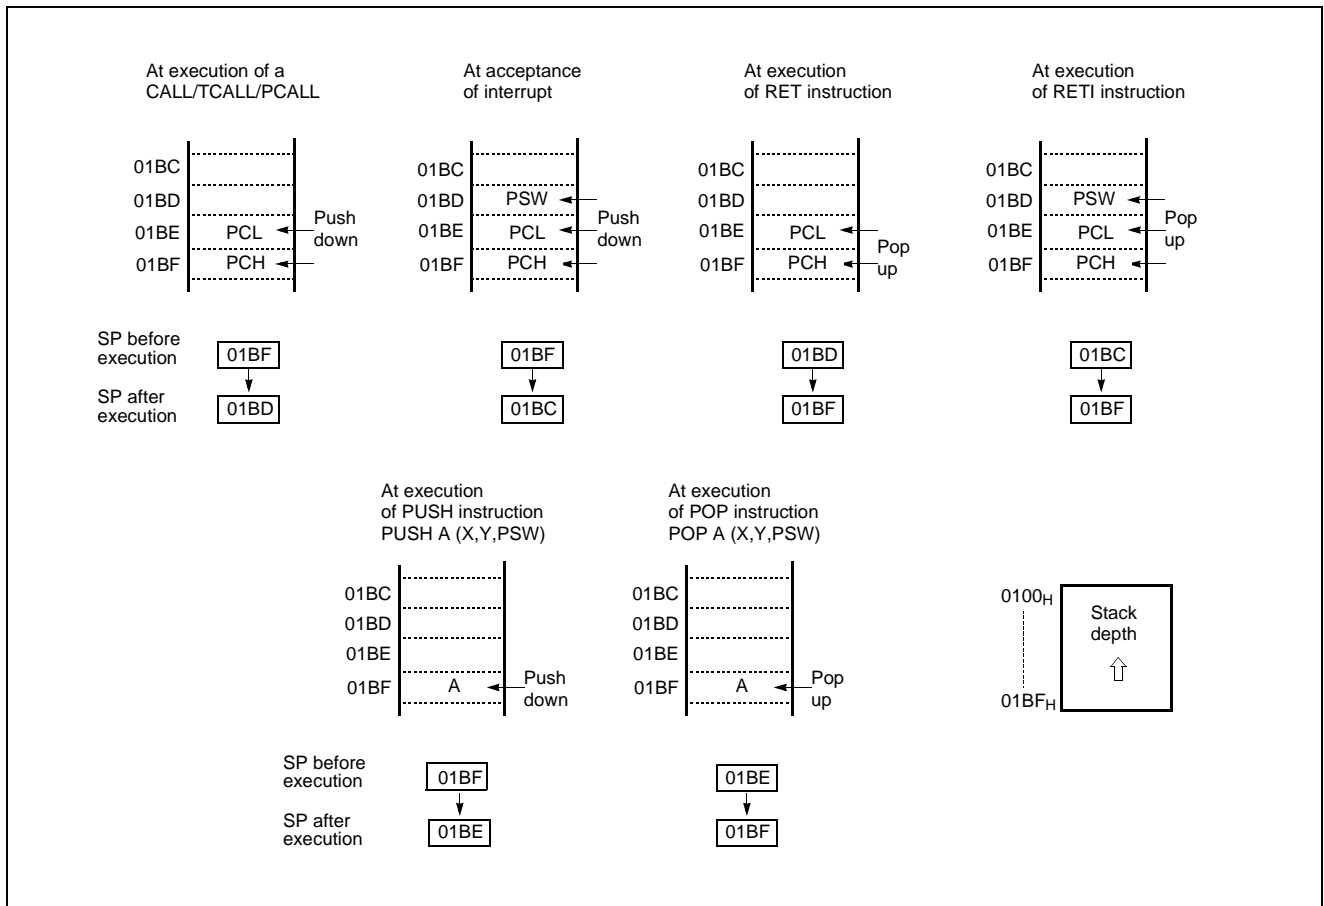 At execution of a
CALL/TCALL/PCALL
01BC
01BD
01BE PCL
01BF PCH
Push
down
SP before
execution
01BF
SP after
execution
01BD
At acceptance
of interrupt
01BC
01BD PSW
01BE PCL
01BF PCH
Push
down
01BF
01BC
At execution
of RET instruction
01BC
01BD
01BE PCL
01BF PCH
Pop
up
01BD
01BF
At execution
of RETI instruction
01BC
01BD PSW
01BE PCL
01BF PCH
Pop
up
01BC
01BF
At execution
of PUSH instruction
PUSH A (X,Y,PSW)
01BC
01BD
01BE
01BF A
Push
down
SP before
execution
01BF
SP after
execution
01BE
At execution
of POP instruction
POP A (X,Y,PSW)
01BC
01BD
01BE
01BF A
Pop
up
01BE
01BF
0100H
Stack
depth
01BFH